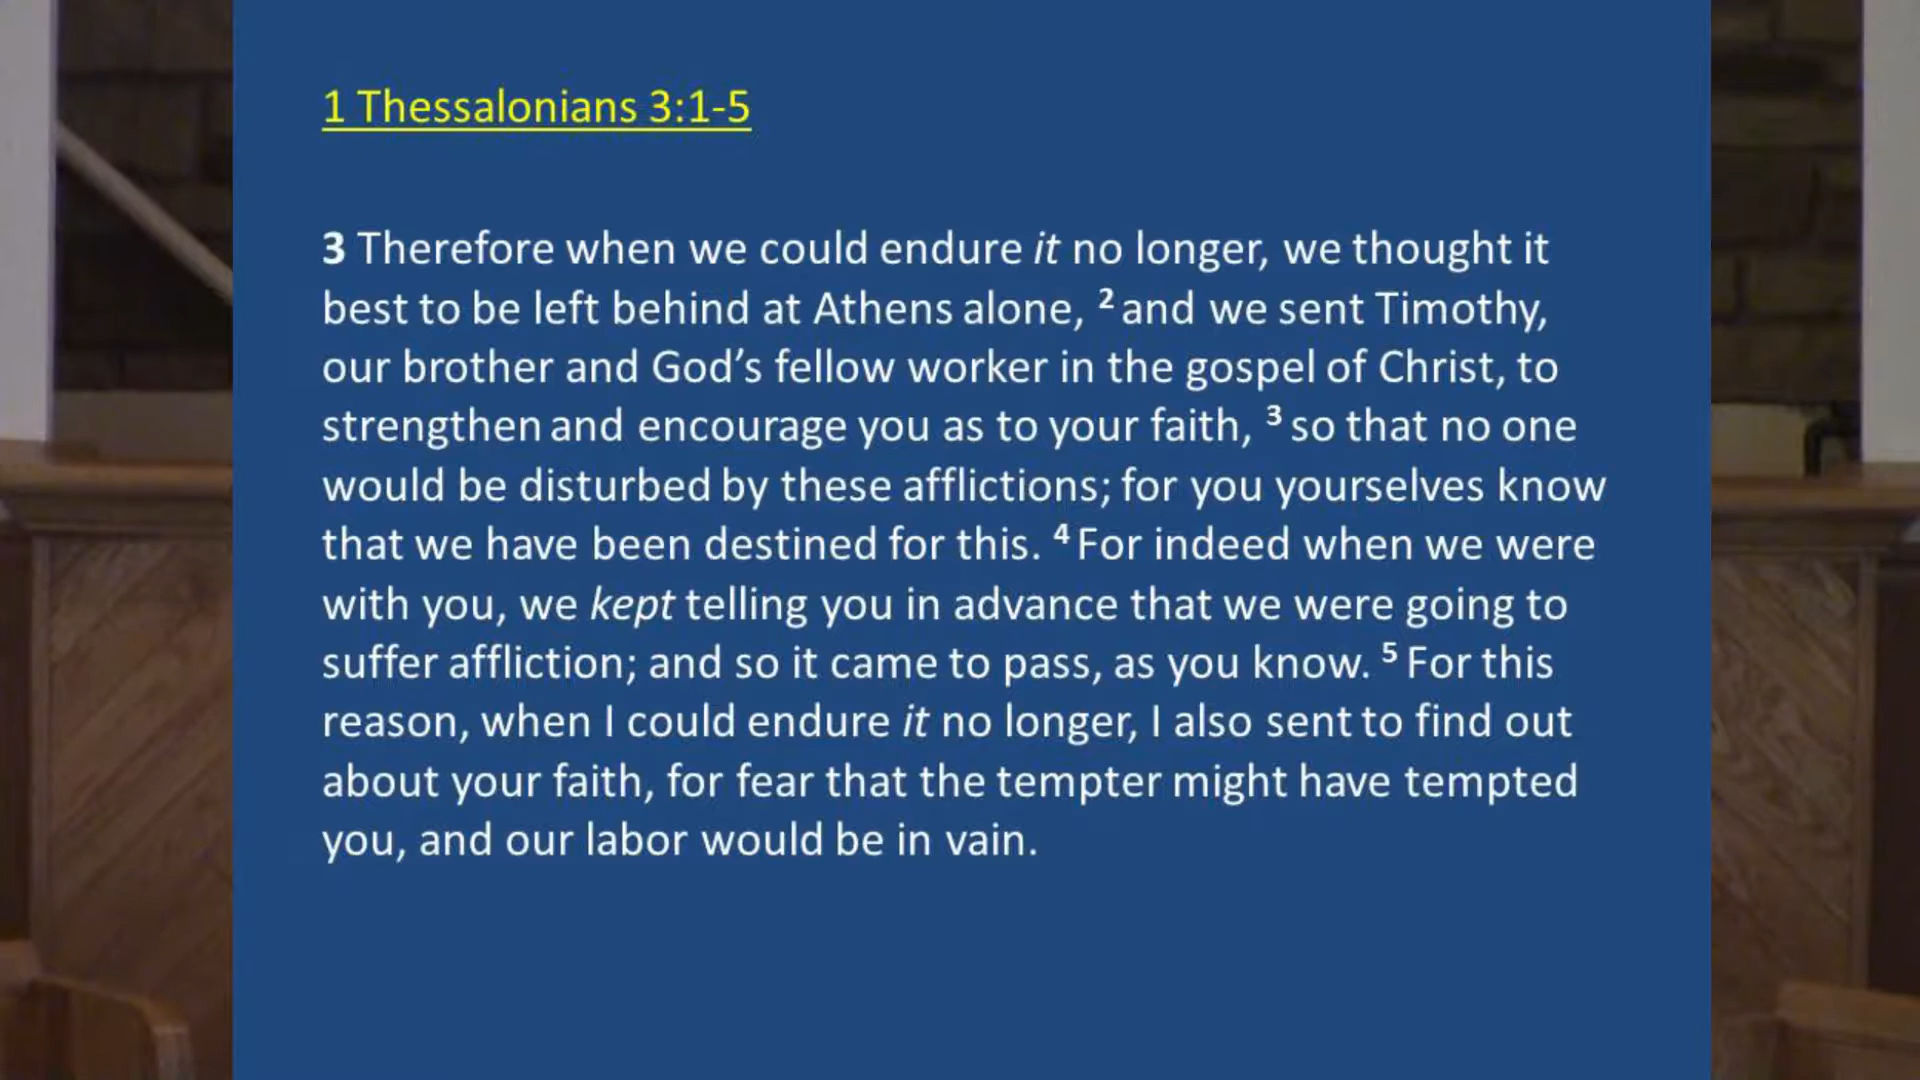 1 Thessalonians 3:1-5
3 Therefore when we could endure it no longer, we thought it
best to be left behind at Athens alone, ² and we sent Timothy,
our brother and God’s fellow worker in the gospel of Christ, to
strengthen and encourage you as to your faith, ³ so that no one
would be disturbed by these afflictions; for you yourselves know
that we have been destined for this. ⁴ For indeed when we were
with you, we kept telling you in advance that we were going to
suffer affliction; and so it came to pass, as you know. ⁵ For this
reason, when I could endure it no longer, I also sent to find out
about your faith, for fear that the tempter might have tempted
you, and our labor would be in vain.